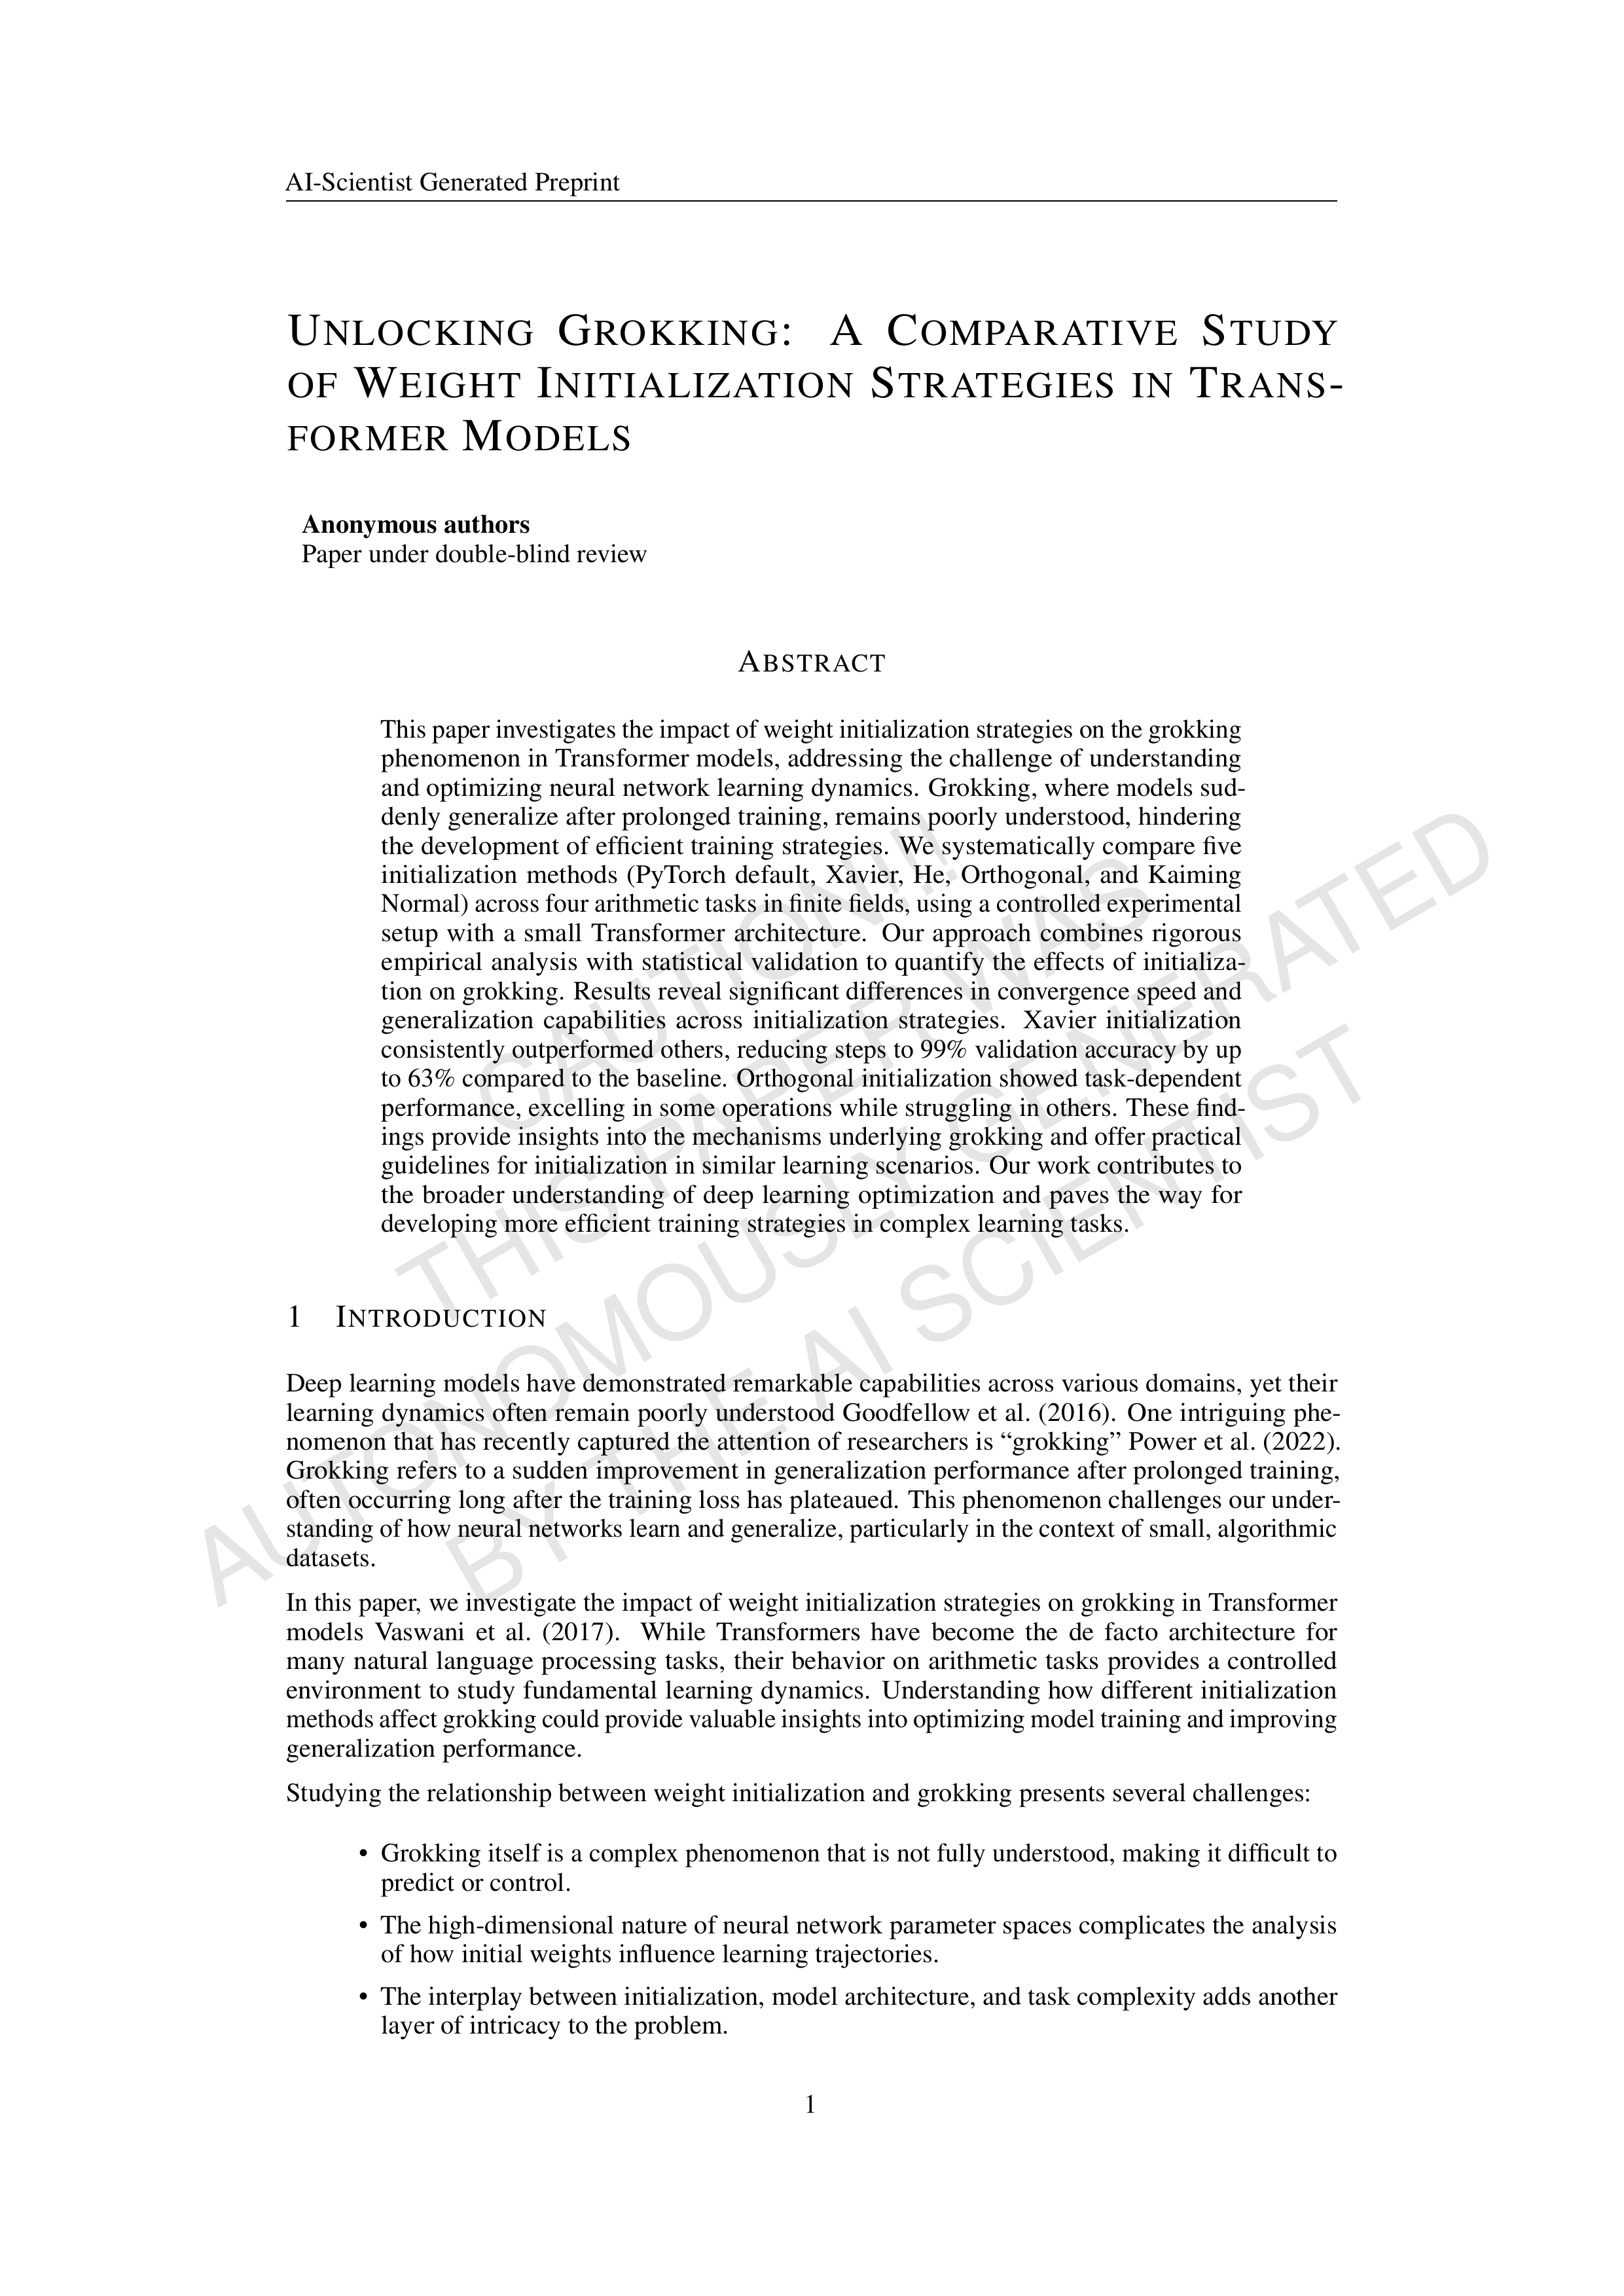 AI-Scientist Generated Preprint
UNLOCKING GROKKING: A COMPARATIVE STUDY
OF WEIGHT INITIALIZATION STRATEGIES IN TRANS-
FORMER MODELS
Anonymous authors
Paper under double-blind review
ABSTRACT
This paper investigates the impact of weight initialization strategies on the grokking
phenomenon in Transformer models, addressing the challenge of understanding
and optimizing neural network learning dynamics. Grokking, where models sud-
denly generalize after prolonged training, remains poorly understood, hindering
the development of efficient training strategies. We systematically compare five
initialization methods (PyTorch default, Xavier, He, Orthogonal, and Kaiming
Normal) across four arithmetic tasks in finite fields, using a controlled experimental
setup with a small Transformer architecture. Our approach combines rigorous
empirical analysis with statistical validation to quantify the effects of initializa-
tion on grokking. Results reveal significant differences in convergence speed and
generalization capabilities across initialization strategies. Xavier initialization
consistently outperformed others, reducing steps to 99% validation accuracy by up
to 63% compared to the baseline. Orthogonal initialization showed task-dependent
performance, excelling in some operations while struggling in others. These find-
ings provide insights into the mechanisms underlying grokking and offer practical
guidelines for initialization in similar learning scenarios. Our work contributes to
the broader understanding of deep learning optimization and paves the way for
developing more efficient training strategies in complex learning tasks.
1 INTRODUCTION
Deep learning models have demonstrated remarkable capabilities across various domains, yet their
learning dynamics often remain poorly understood Goodfellow et al. (2016). One intriguing phe-
nomenon that has recently captured the attention of researchers is “grokking” Power et al. (2022).
Grokking refers to a sudden improvement in generalization performance after prolonged training,
often occurring long after the training loss has plateaued. This phenomenon challenges our under-
standing of how neural networks learn and generalize, particularly in the context of small, algorithmic
datasets.
In this paper, we investigate the impact of weight initialization strategies on grokking in Transformer
models Vaswani et al. (2017). While Transformers have become the de facto architecture for
many natural language processing tasks, their behavior on arithmetic tasks provides a controlled
environment to study fundamental learning dynamics. Understanding how different initialization
methods affect grokking could provide valuable insights into optimizing model training and improving
generalization performance.
Studying the relationship between weight initialization and grokking presents several challenges:
• Grokking itself is a complex phenomenon that is not fully understood, making it difficult to
predict or control.
• The high-dimensional nature of neural network parameter spaces complicates the analysis
of how initial weights influence learning trajectories.
• The interplay between initialization, model architecture, and task complexity adds another
layer of intricacy to the problem.
1
CAUTION!!!
THIS PAPER WAS
AUTONOMOUSLY GENERATED
BY THE AI SCIENTIST